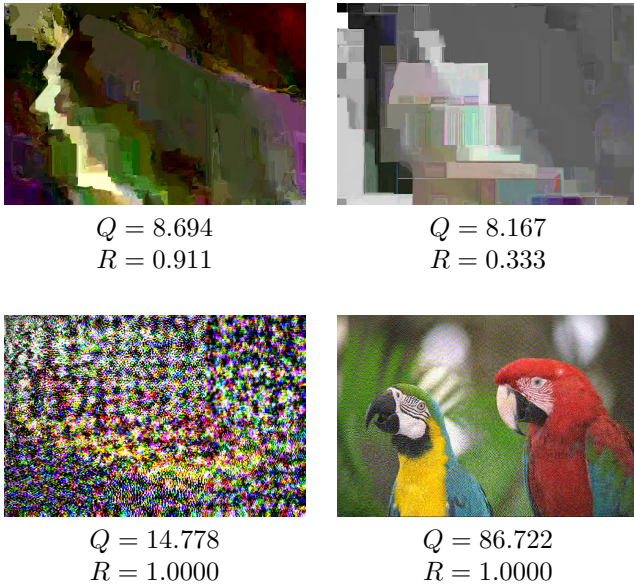 Q = 8.694
R = 0.911
Q = 8.167
R = 0.333
Q = 14.778
R = 1.0000
Q = 86.722
R = 1.0000